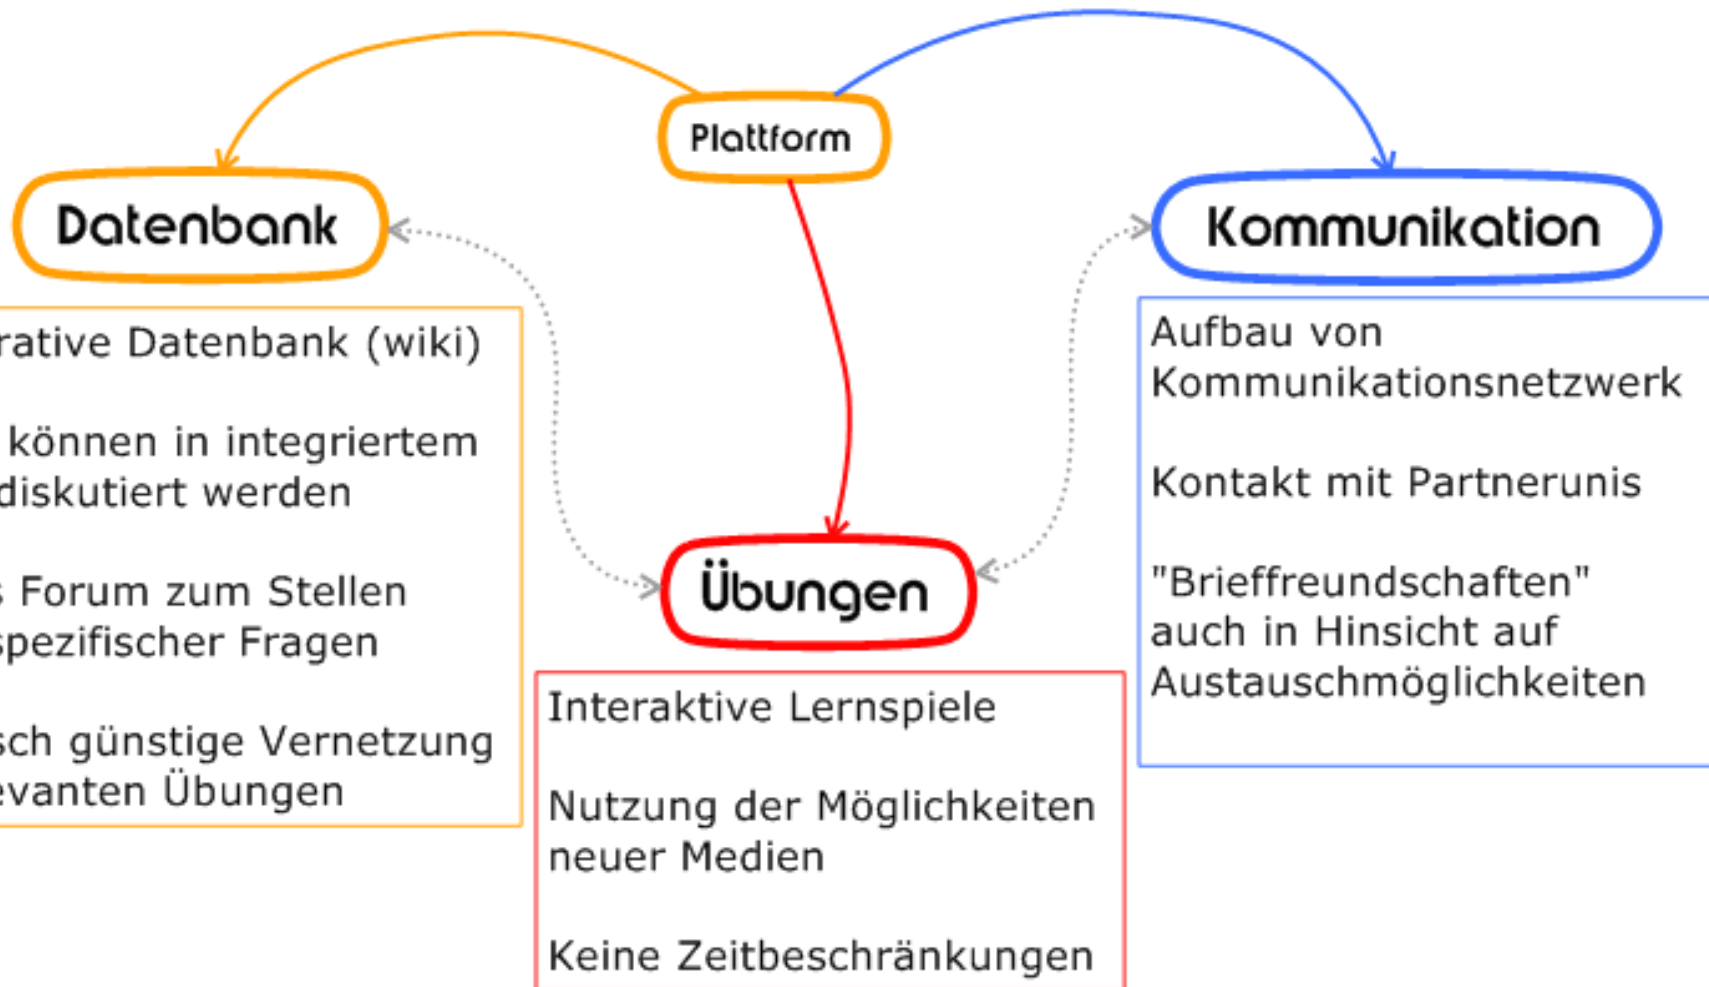 Plattform
Datenbank
Kommunikation
rative Datenbank (wiki)
können in integriertem
diskutiert werden
s Forum zum Stellen
spezifischer Fragen
sch günstige Vernetzung
evanten Übungen
Übungen
Interaktive Lernspiele
Nutzung der Möglichkeiten
neuer Medien
Keine Zeitbeschränkungen
Aufbau von
Kommunikationsnetzwerk
Kontakt mit Partnerunis
"Brieffreundschaften"
auch in Hinsicht auf
Austauschmöglichkeiten